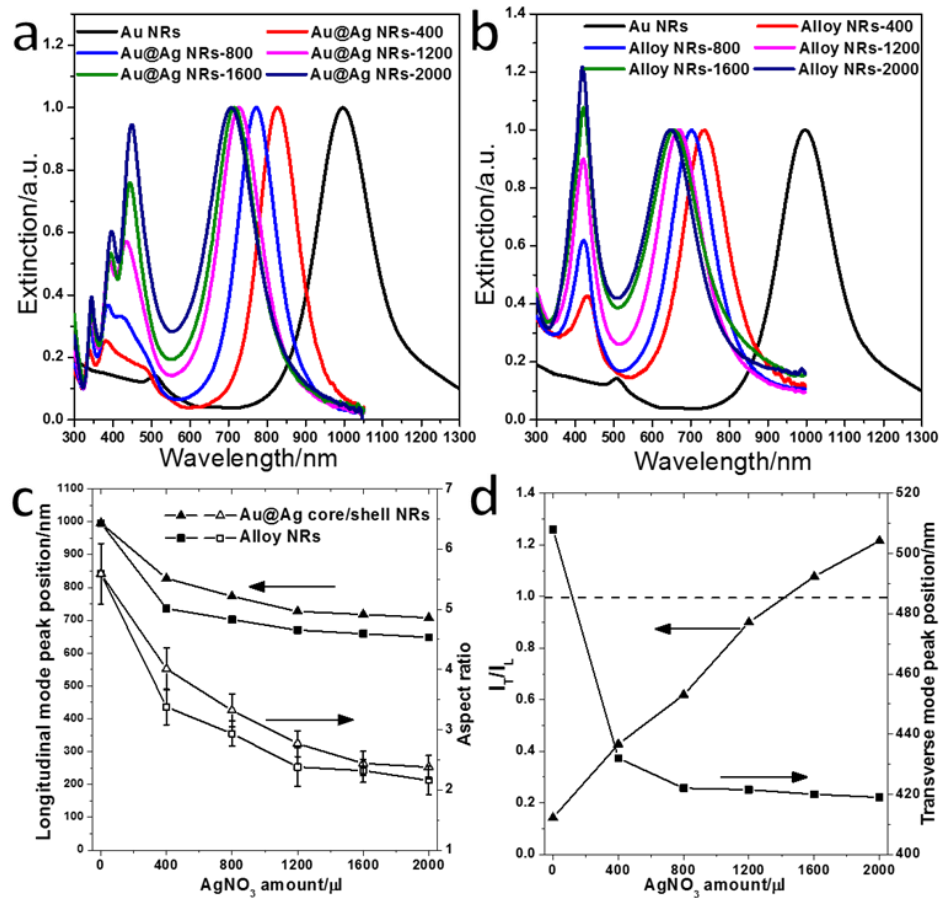 a
Au NRs
Au@Ag NRs-400
Au@Ag NRs-800
Au@Ag NRs-1200
Au@Ag NRs-1600
Au@Ag NRs-2000
Extinction/a.u.
1.2
1.0
0.8
0.6
0.4
0.2
0.0
300 400 500 600 700 800 900 1000 1100 1200 1300
Wavelength/nm
b
Au NRs
Alloy NRs-400
Alloy NRs-800
Alloy NRs-1200
Alloy NRs-1600
Alloy NRs-2000
Extinction/a.u.
1.4
1.2
1.0
0.8
0.6
0.4
0.2
0.0
300 400 500 600 700 800 900 1000 1100 1200 1300
Wavelength/nm
c
Au@Ag core/shell NRs
Alloy NRs
Longitudinal mode peak position/nm
1100
1000
900
800
700
600
500
400
300
200
100
0
7
6
5
4
3
2
1
Aspect ratio
0 400 800 1200 1600 2000
AgNO3 amount/μl
d
IT/IL
1.4
1.2
1.0
0.8
0.6
0.4
0.2
0.0
520
500
480
460
440
420
400
Transverse mode peak position/nm
0 400 800 1200 1600 2000
AgNO3 amount/μl